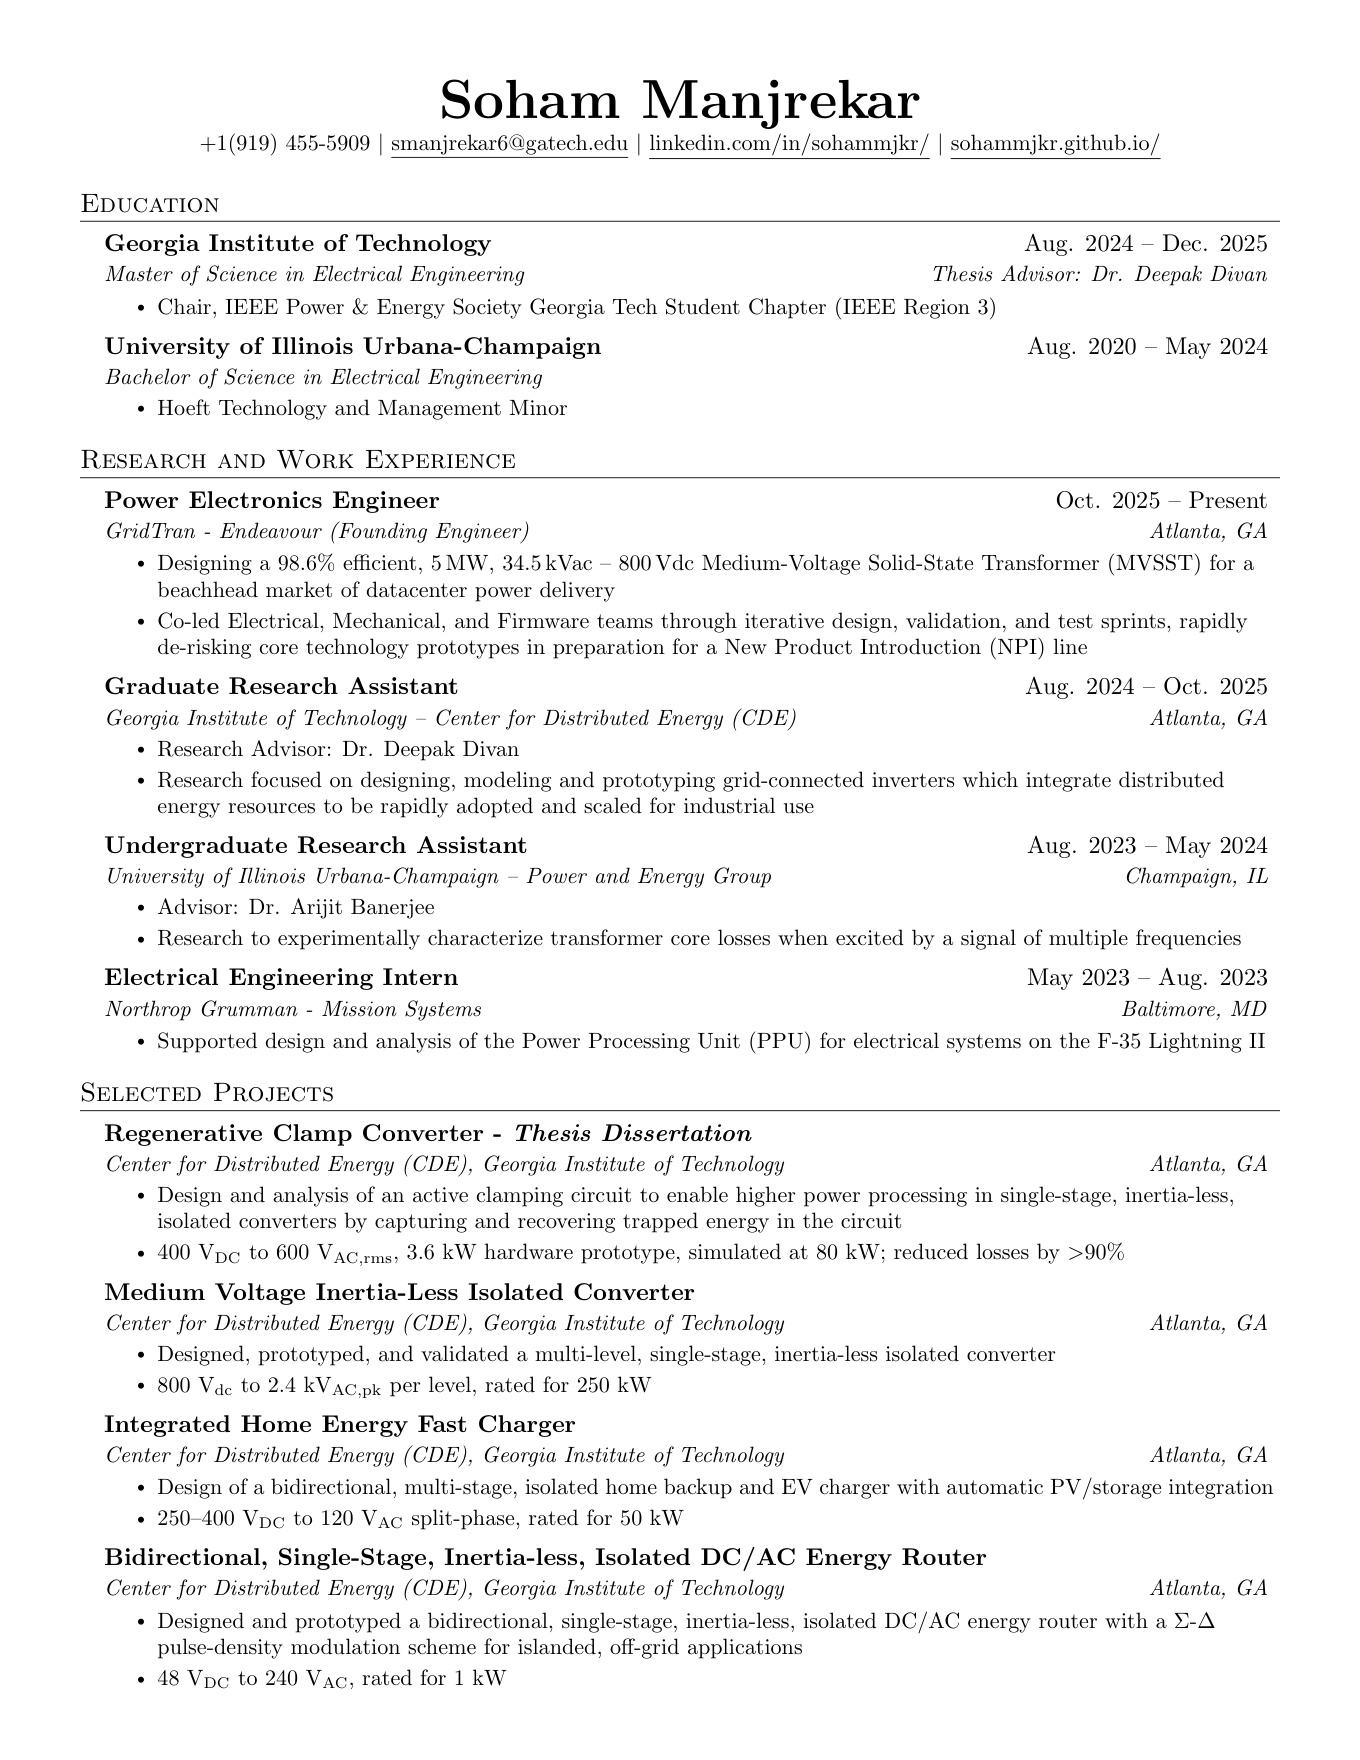 Soham Manjrekar
+1(919) 455-5909 | smanjrekar6@gatech.edu | linkedin.com/in/sohammjkr/ | sohammjkr.github.io/
Education
Georgia Institute of Technology Aug. 2024 – Dec. 2025
Master of Science in Electrical Engineering Thesis Advisor: Dr. Deepak Divan
• Chair, IEEE Power & Energy Society Georgia Tech Student Chapter (IEEE Region 3)
University of Illinois Urbana-Champaign Aug. 2020 – May 2024
Bachelor of Science in Electrical Engineering
• Hoeft Technology and Management Minor
Research and Work Experience
Power Electronics Engineer Oct. 2025 – Present
GridTran - Endeavour (Founding Engineer) Atlanta, GA
• Designing a 98.6% efficient, 5 MW, 34.5 kVac – 800 Vdc Medium-Voltage Solid-State Transformer (MVSST) for a
beachhead market of datacenter power delivery
• Co-led Electrical, Mechanical, and Firmware teams through iterative design, validation, and test sprints, rapidly
de-risking core technology prototypes in preparation for a New Product Introduction (NPI) line
Graduate Research Assistant Aug. 2024 – Oct. 2025
Georgia Institute of Technology – Center for Distributed Energy (CDE) Atlanta, GA
• Research Advisor: Dr. Deepak Divan
• Research focused on designing, modeling and prototyping grid-connected inverters which integrate distributed
energy resources to be rapidly adopted and scaled for industrial use
Undergraduate Research Assistant Aug. 2023 – May 2024
University of Illinois Urbana-Champaign – Power and Energy Group Champaign, IL
• Advisor: Dr. Arijit Banerjee
• Research to experimentally characterize transformer core losses when excited by a signal of multiple frequencies
Electrical Engineering Intern May 2023 – Aug. 2023
Northrop Grumman - Mission Systems Baltimore, MD
• Supported design and analysis of the Power Processing Unit (PPU) for electrical systems on the F-35 Lightning II
Selected Projects
Regenerative Clamp Converter - Thesis Dissertation
Center for Distributed Energy (CDE), Georgia Institute of Technology Atlanta, GA
• Design and analysis of an active clamping circuit to enable higher power processing in single-stage, inertia-less,
isolated converters by capturing and recovering trapped energy in the circuit
• 400 VDC to 600 VAC,rms, 3.6 kW hardware prototype, simulated at 80 kW; reduced losses by >90%
Medium Voltage Inertia-Less Isolated Converter
Center for Distributed Energy (CDE), Georgia Institute of Technology Atlanta, GA
• Designed, prototyped, and validated a multi-level, single-stage, inertia-less isolated converter
• 800 Vdc to 2.4 kVAC,pk per level, rated for 250 kW
Integrated Home Energy Fast Charger
Center for Distributed Energy (CDE), Georgia Institute of Technology Atlanta, GA
• Design of a bidirectional, multi-stage, isolated home backup and EV charger with automatic PV/storage integration
• 250–400 VDC to 120 VAC split-phase, rated for 50 kW
Bidirectional, Single-Stage, Inertia-less, Isolated DC/AC Energy Router
Center for Distributed Energy (CDE), Georgia Institute of Technology Atlanta, GA
• Designed and prototyped a bidirectional, single-stage, inertia-less, isolated DC/AC energy router with a Σ-Δ
pulse-density modulation scheme for islanded, off-grid applications
• 48 VDC to 240 VAC, rated for 1 kW